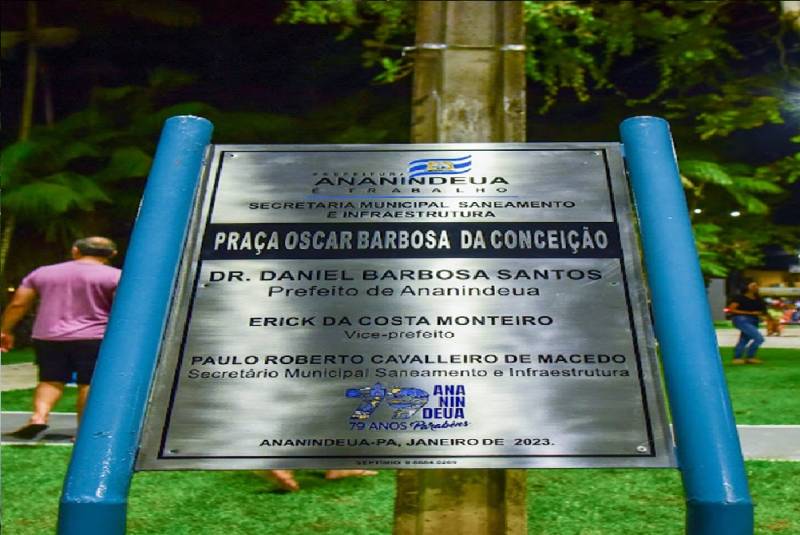 PREFEITURA
ANANINDEUA
É TRABALHO
SECRETARIA MUNICIPAL SANEAMENTO
E INFRAESTRUTURA
PRAÇA OSCAR BARBOSA DA CONCEIÇÃO
DR. DANIEL BARBOSA SANTOS
Prefeito de Ananindeua
ERICK DA COSTA MONTEIRO
Vice-prefeito
PAULO ROBERTO CAVALLEIRO DE MACEDO
Secretário Municipal Saneamento e Infraestrutura
79 ANA
NIN
DEUA
79 ANOS Parabéns
ANANINDEUA-PA, JANEIRO DE 2023.